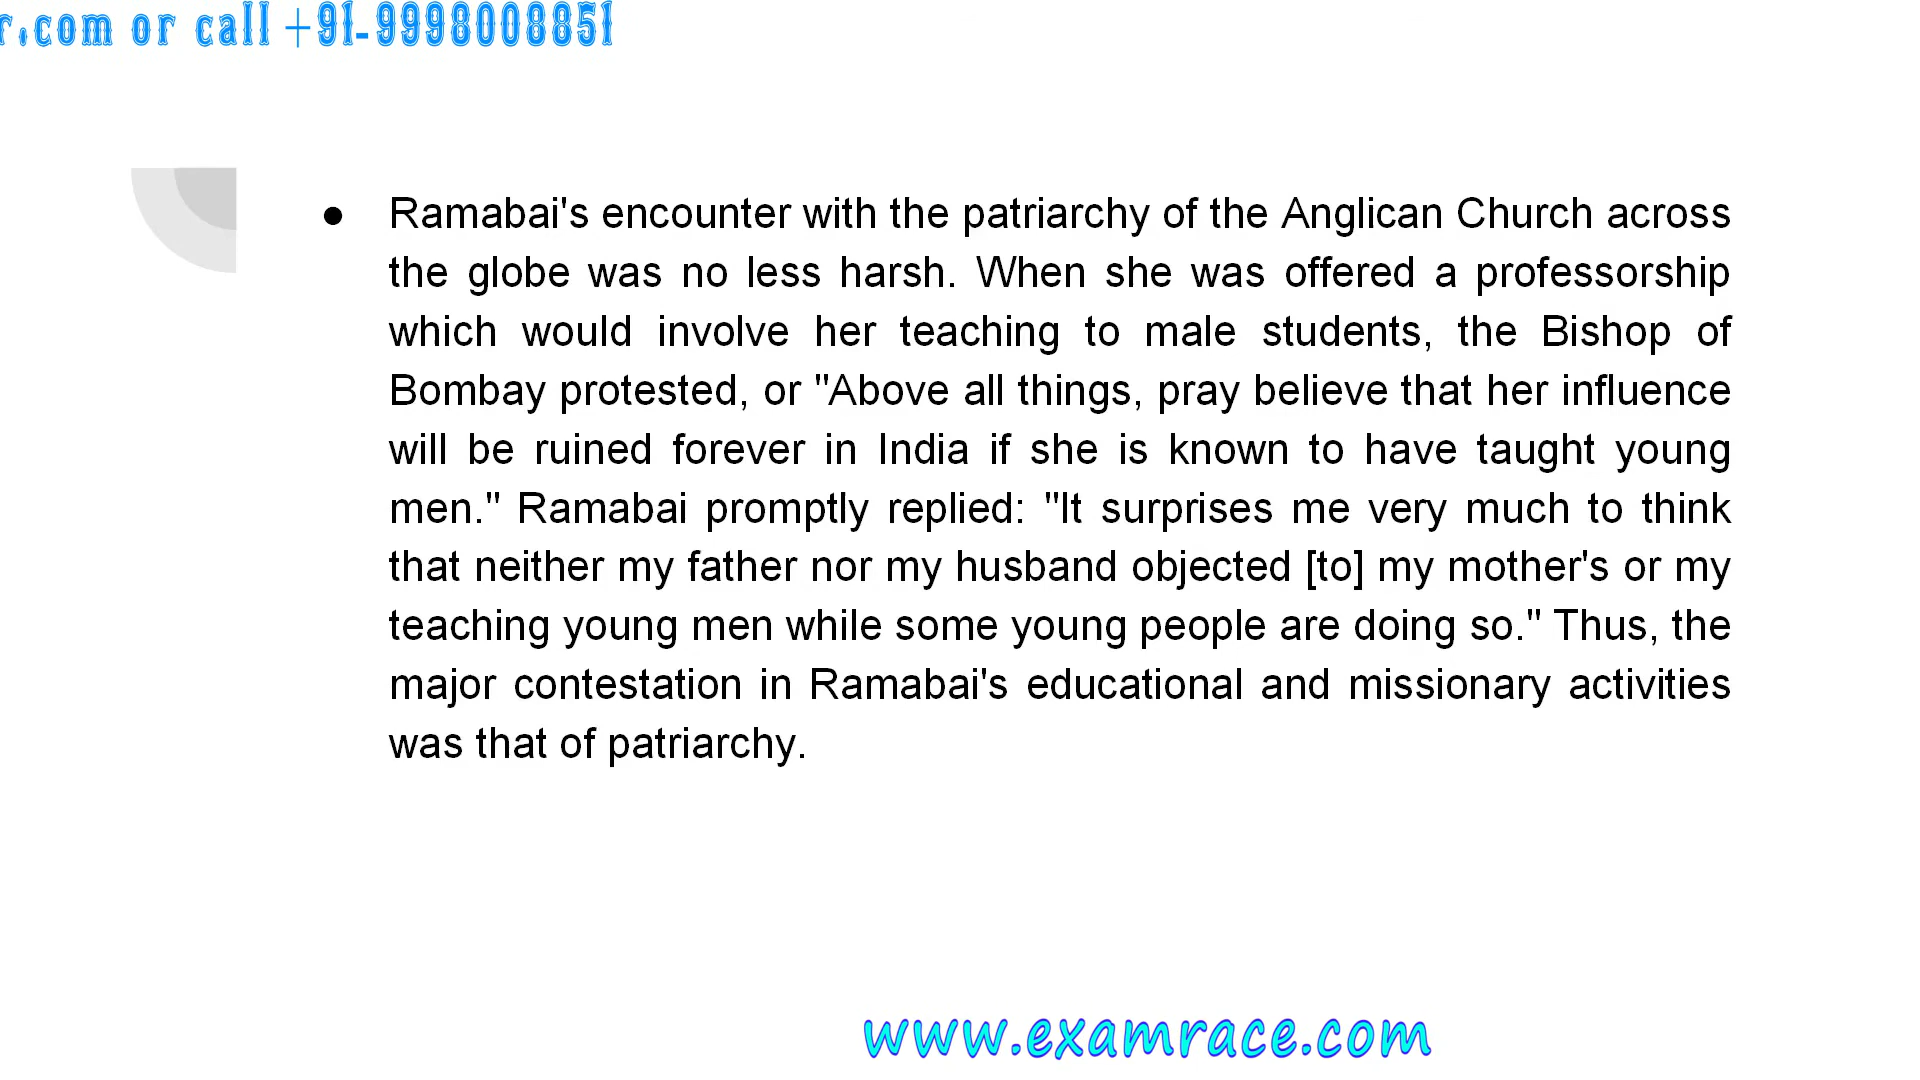 r.com or call +91-9998008851
● Ramabai's encounter with the patriarchy of the Anglican Church across
the globe was no less harsh. When she was offered a professorship
which would involve her teaching to male students, the Bishop of
Bombay protested, or "Above all things, pray believe that her influence
will be ruined forever in India if she is known to have taught young
men." Ramabai promptly replied: "It surprises me very much to think
that neither my father nor my husband objected [to] my mother's or my
teaching young men while some young people are doing so." Thus, the
major contestation in Ramabai's educational and missionary activities
was that of patriarchy.
www.examrace.com